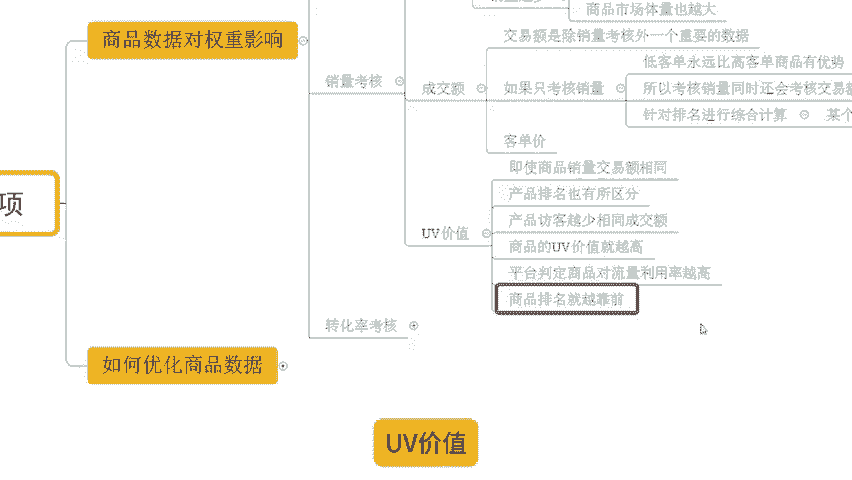 商品市场体量也越大
商品数据对权重影响
交易额是除销量考核外一个重要的数据
低客单永远比高客单商品有优势
销量考核
成交额
如果只考核销量
所以考核销量同时还会考核交易额
针对排名进行综合计算
某个
客单价
即使商品销量交易额相同
产品排名也有所区分
项
产品访客越少相同成交额
UV价值
商品的UV价值就越高
平台判定商品对流量利用率越高
商品排名就越靠前
转化率考核
如何优化商品数据
UV价值